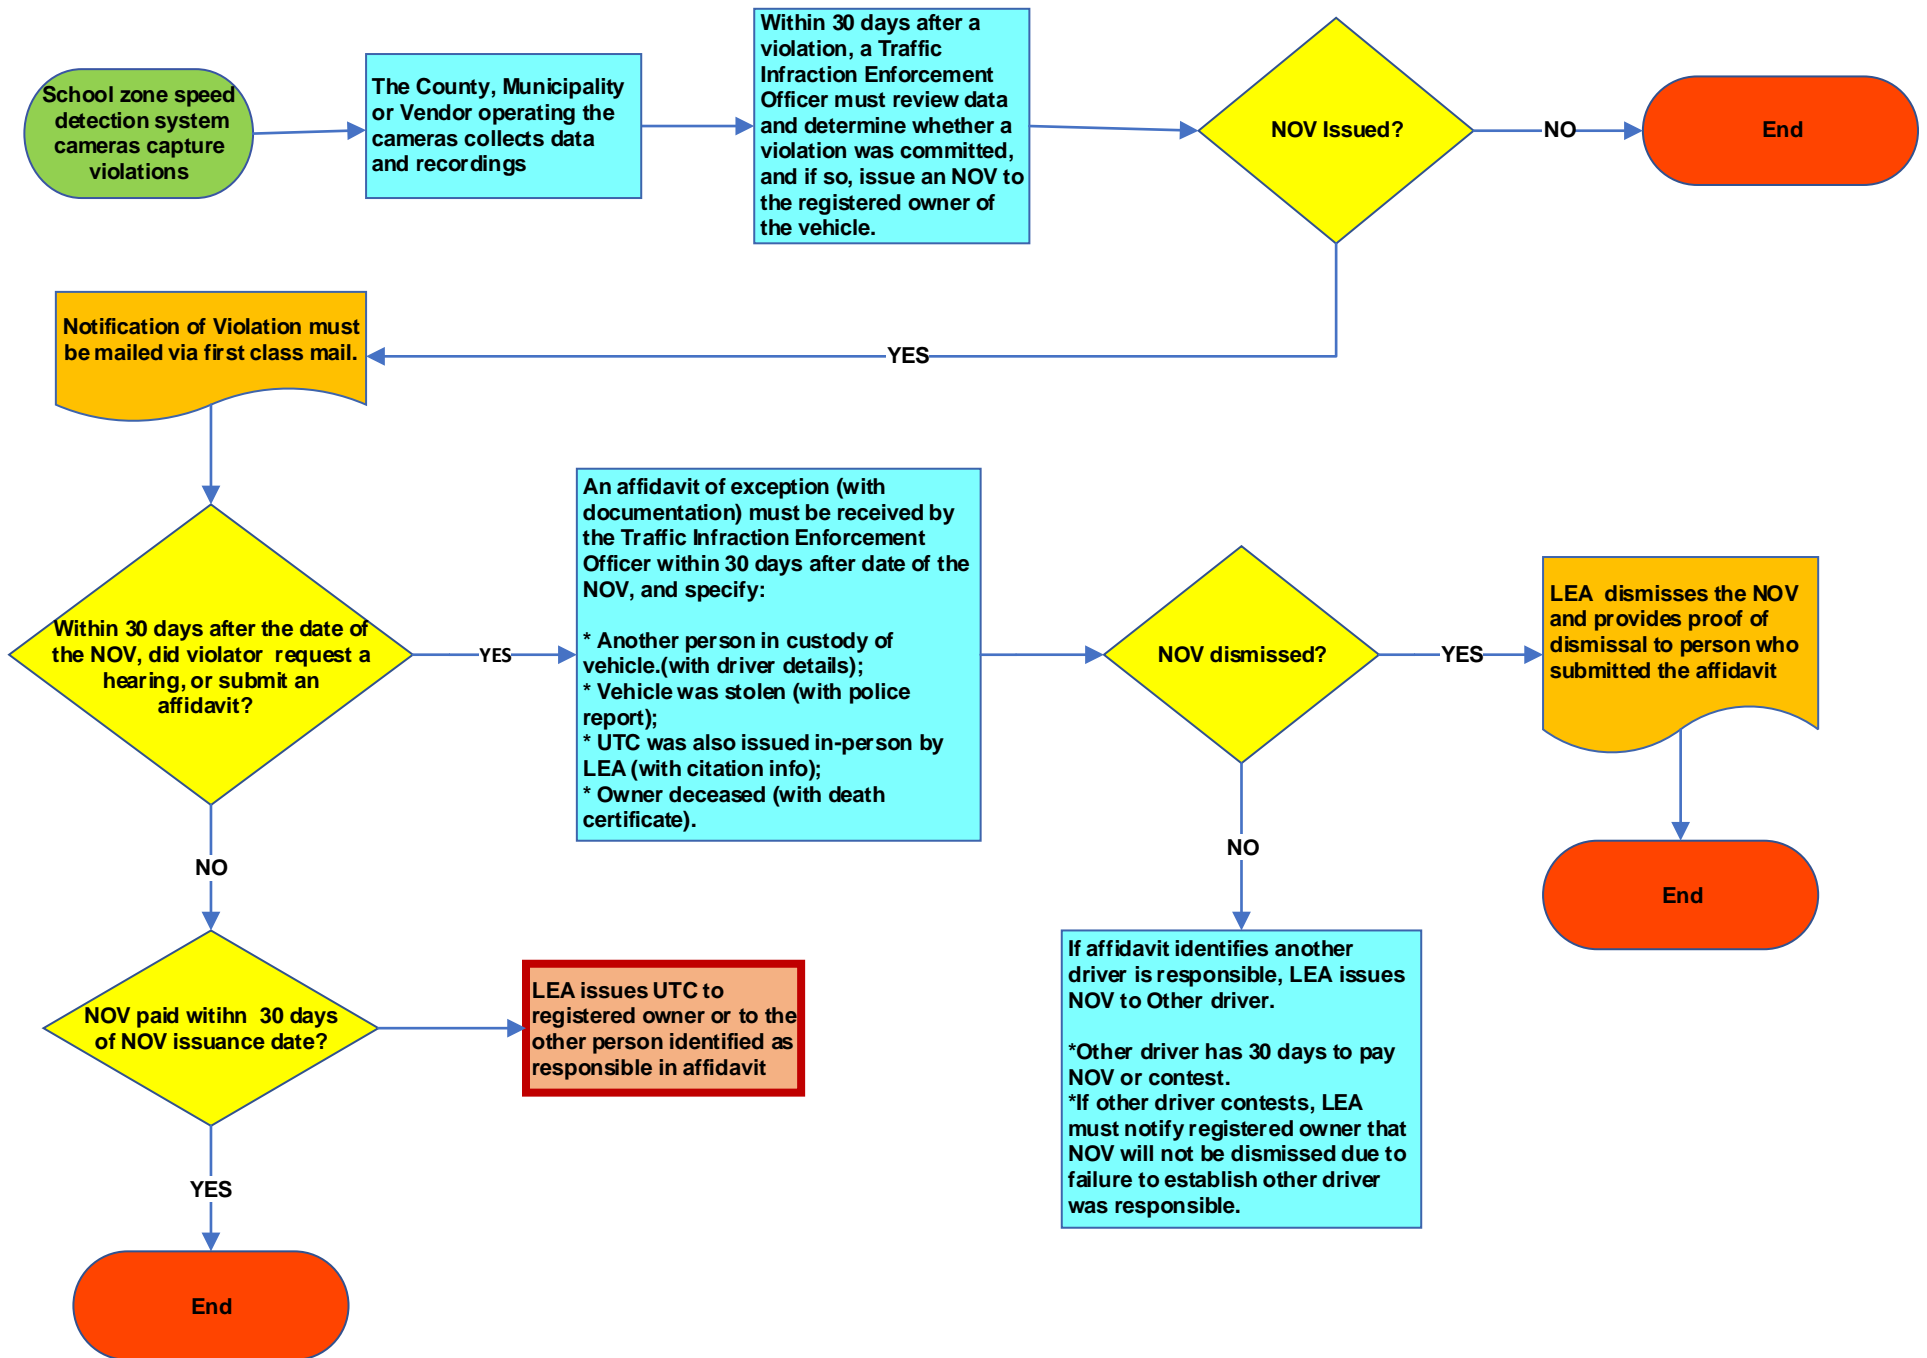 School zone speed
detection system
cameras capture
violations
The County, Municipality
or Vendor operating the
cameras collects data
and recordings
Within 30 days after a
violation, a Traffic
Infraction Enforcement
Officer must review data
and determine whether a
violation was committed,
and if so, issue an NOV to
the registered owner of
the vehicle.
NOV Issued?
NO
End
YES
Notification of Violation must
be mailed via first class mail.
Within 30 days after the date of
the NOV, did violator request a
hearing, or submit an
affidavit?
YES
An affidavit of exception (with
documentation) must be received by
the Traffic Infraction Enforcement
Officer within 30 days after date of the
NOV, and specify:
* Another person in custody of
vehicle.(with driver details);
* Vehicle was stolen (with police
report);
* UTC was also issued in-person by
LEA (with citation info);
* Owner deceased (with death
certificate).
NOV dismissed?
YES
LEA dismisses the NOV
and provides proof of
dismissal to person who
submitted the affidavit
End
NO
If affidavit identifies another
driver is responsible, LEA issues
NOV to Other driver.
*Other driver has 30 days to pay
NOV or contest.
*If other driver contests, LEA
must notify registered owner that
NOV will not be dismissed due to
failure to establish other driver
was responsible.
NO
NOV paid witihn 30 days
of NOV issuance date?
LEA issues UTC to
registered owner or to the
other person identified as
responsible in affidavit
YES
End